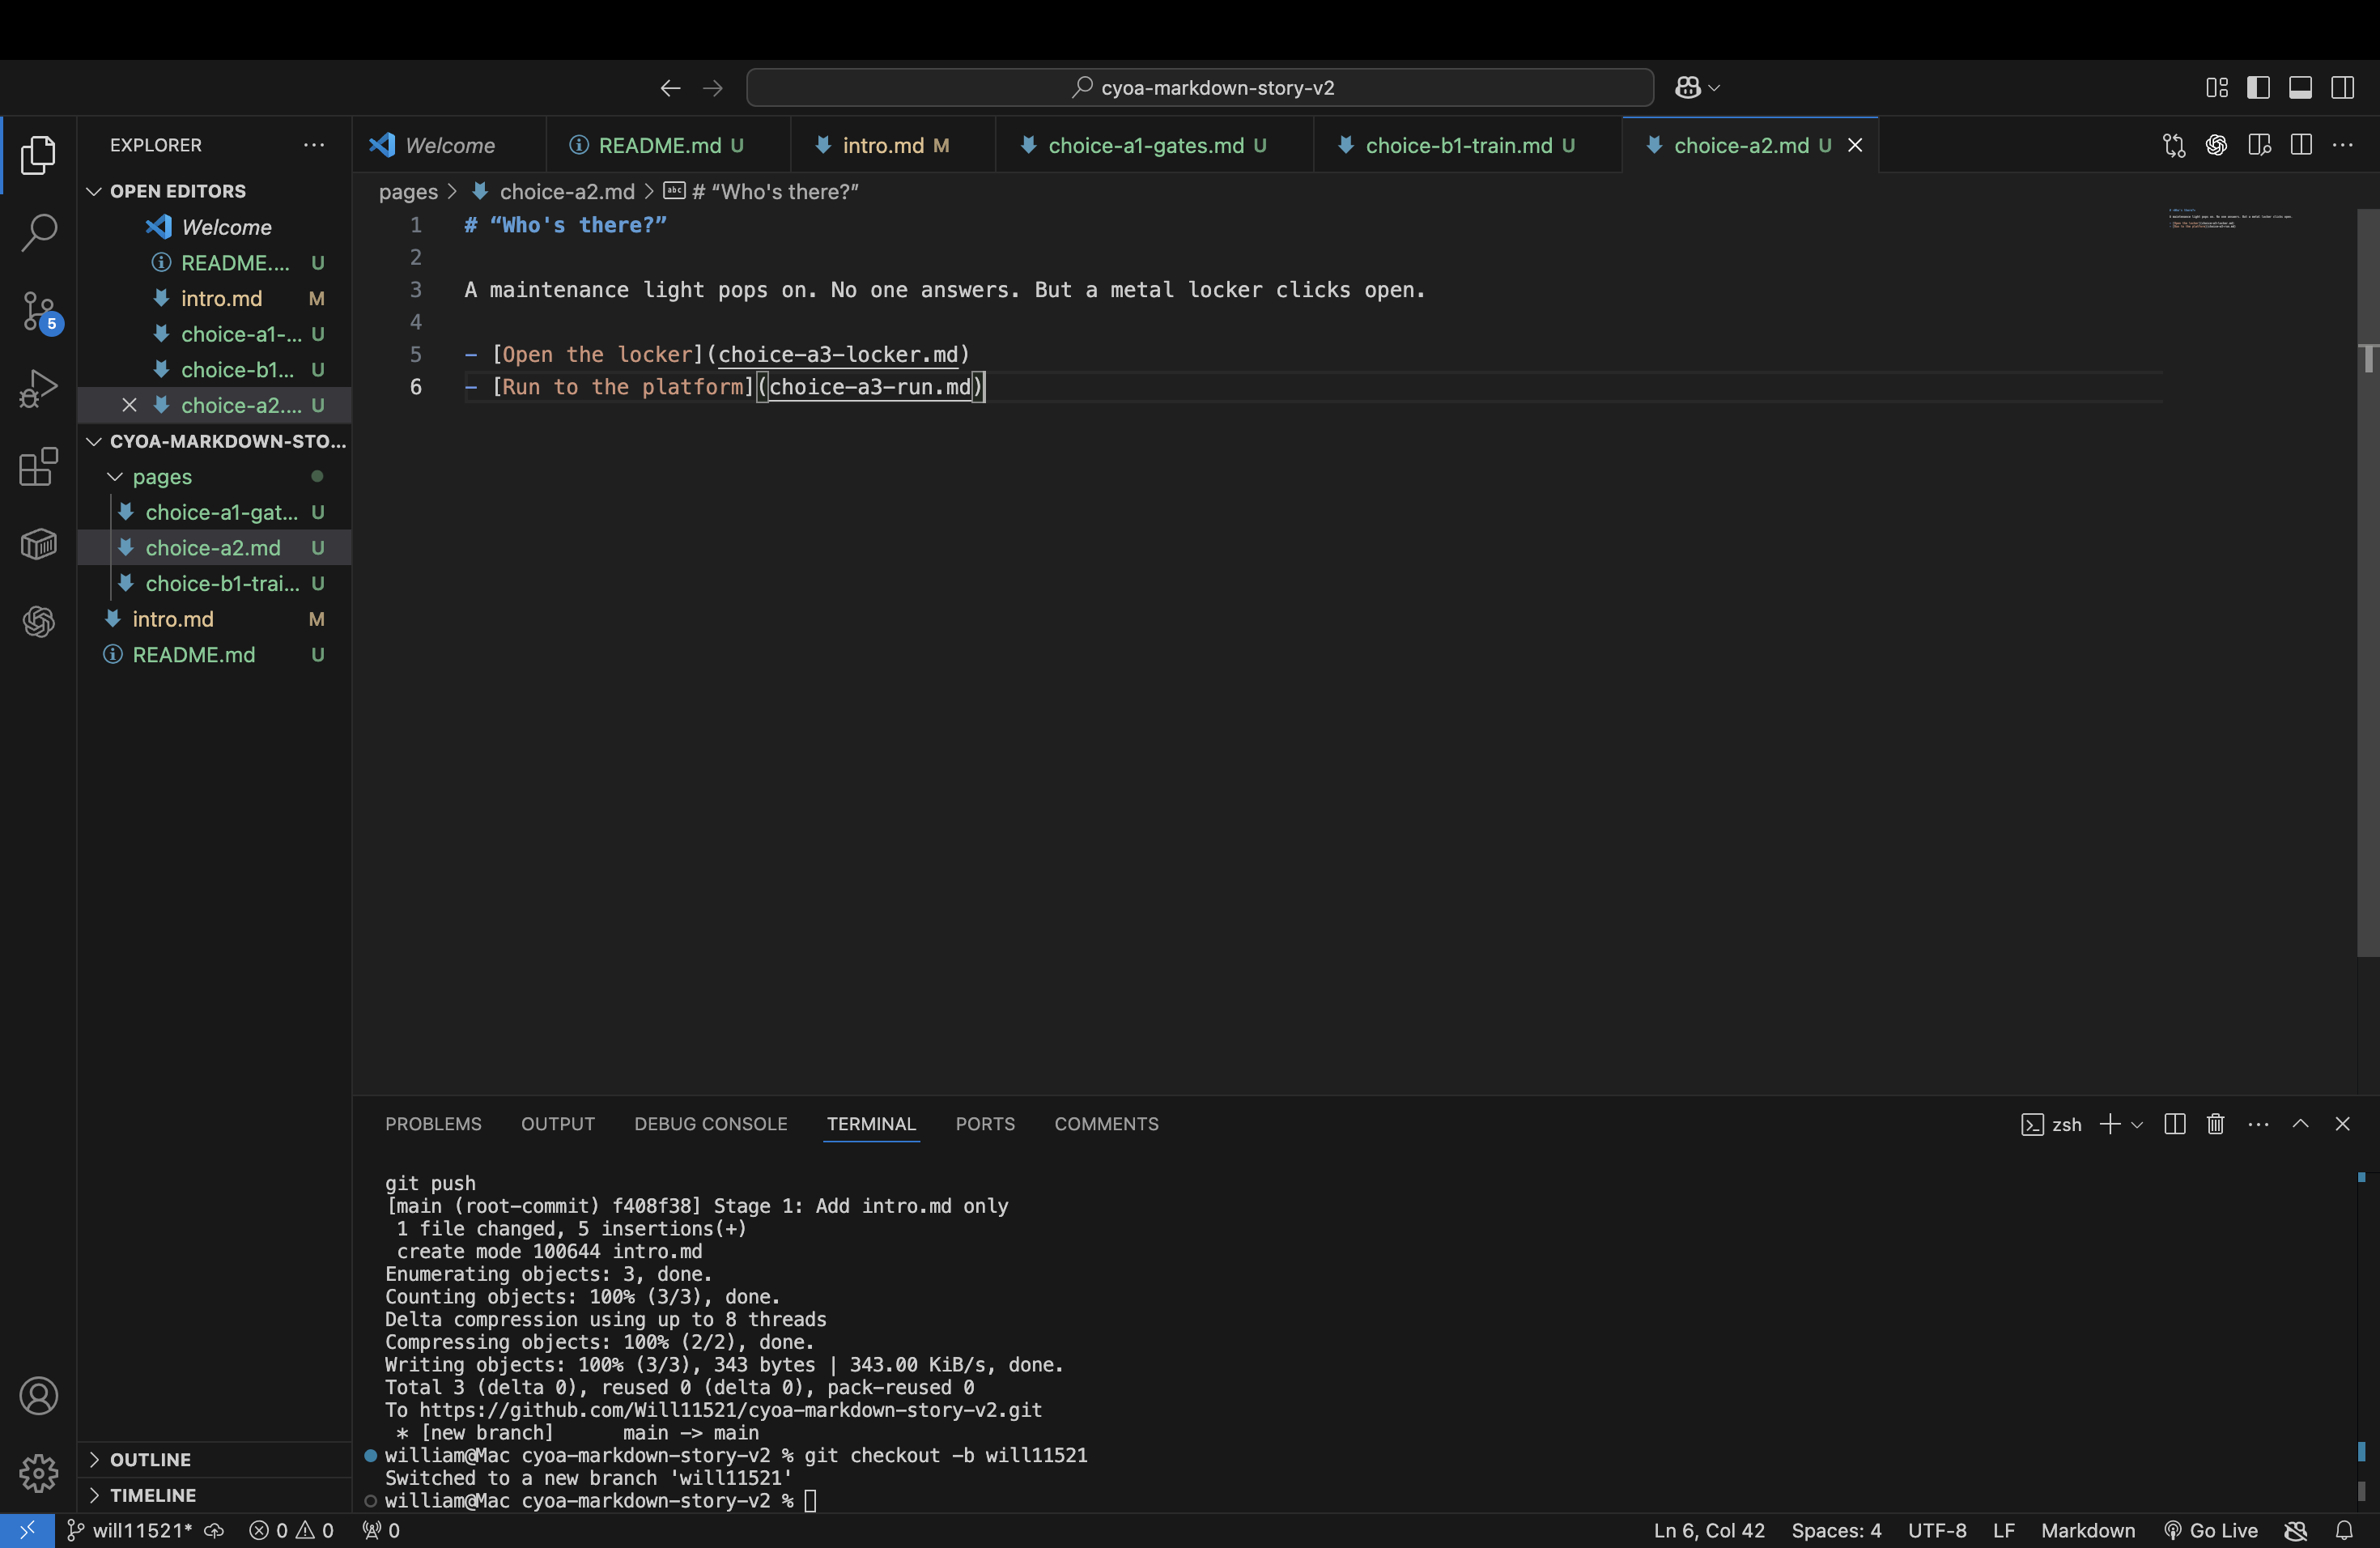 cyoa-markdown-story-v2
EXPLORER
Welcome
README.md U
intro.md M
choice-a1-gates.md U
choice-b1-train.md U
choice-a2.md U
OPEN EDITORS
Welcome
README.... U
intro.md M
choice-a1-... U
choice-b1... U
choice-a2.... U
CYOA-MARKDOWN-STO...
pages
choice-a1-gat... U
choice-a2.md U
choice-b1-trai... U
intro.md M
README.md U
OUTLINE
TIMELINE
5
pages > choice-a2.md > # “Who's there?”
1 # “Who's there?”
2
3 A maintenance light pops on. No one answers. But a metal locker clicks open.
4
5 - [Open the locker](choice-a3-locker.md)
6 - [Run to the platform](choice-a3-run.md)
PROBLEMS OUTPUT DEBUG CONSOLE TERMINAL PORTS COMMENTS
zsh
git push
[main (root-commit) f408f38] Stage 1: Add intro.md only
1 file changed, 5 insertions(+)
create mode 100644 intro.md
Enumerating objects: 3, done.
Counting objects: 100% (3/3), done.
Delta compression using up to 8 threads
Compressing objects: 100% (2/2), done.
Writing objects: 100% (3/3), 343 bytes | 343.00 KiB/s, done.
Total 3 (delta 0), reused 0 (delta 0), pack-reused 0
To https://github.com/Will11521/cyoa-markdown-story-v2.git
* [new branch] main -> main
william@Mac cyoa-markdown-story-v2 % git checkout -b will11521
Switched to a new branch 'will11521'
william@Mac cyoa-markdown-story-v2 %
will11521* 0 0 0
Ln 6, Col 42 Spaces: 4 UTF-8 LF Markdown Go Live